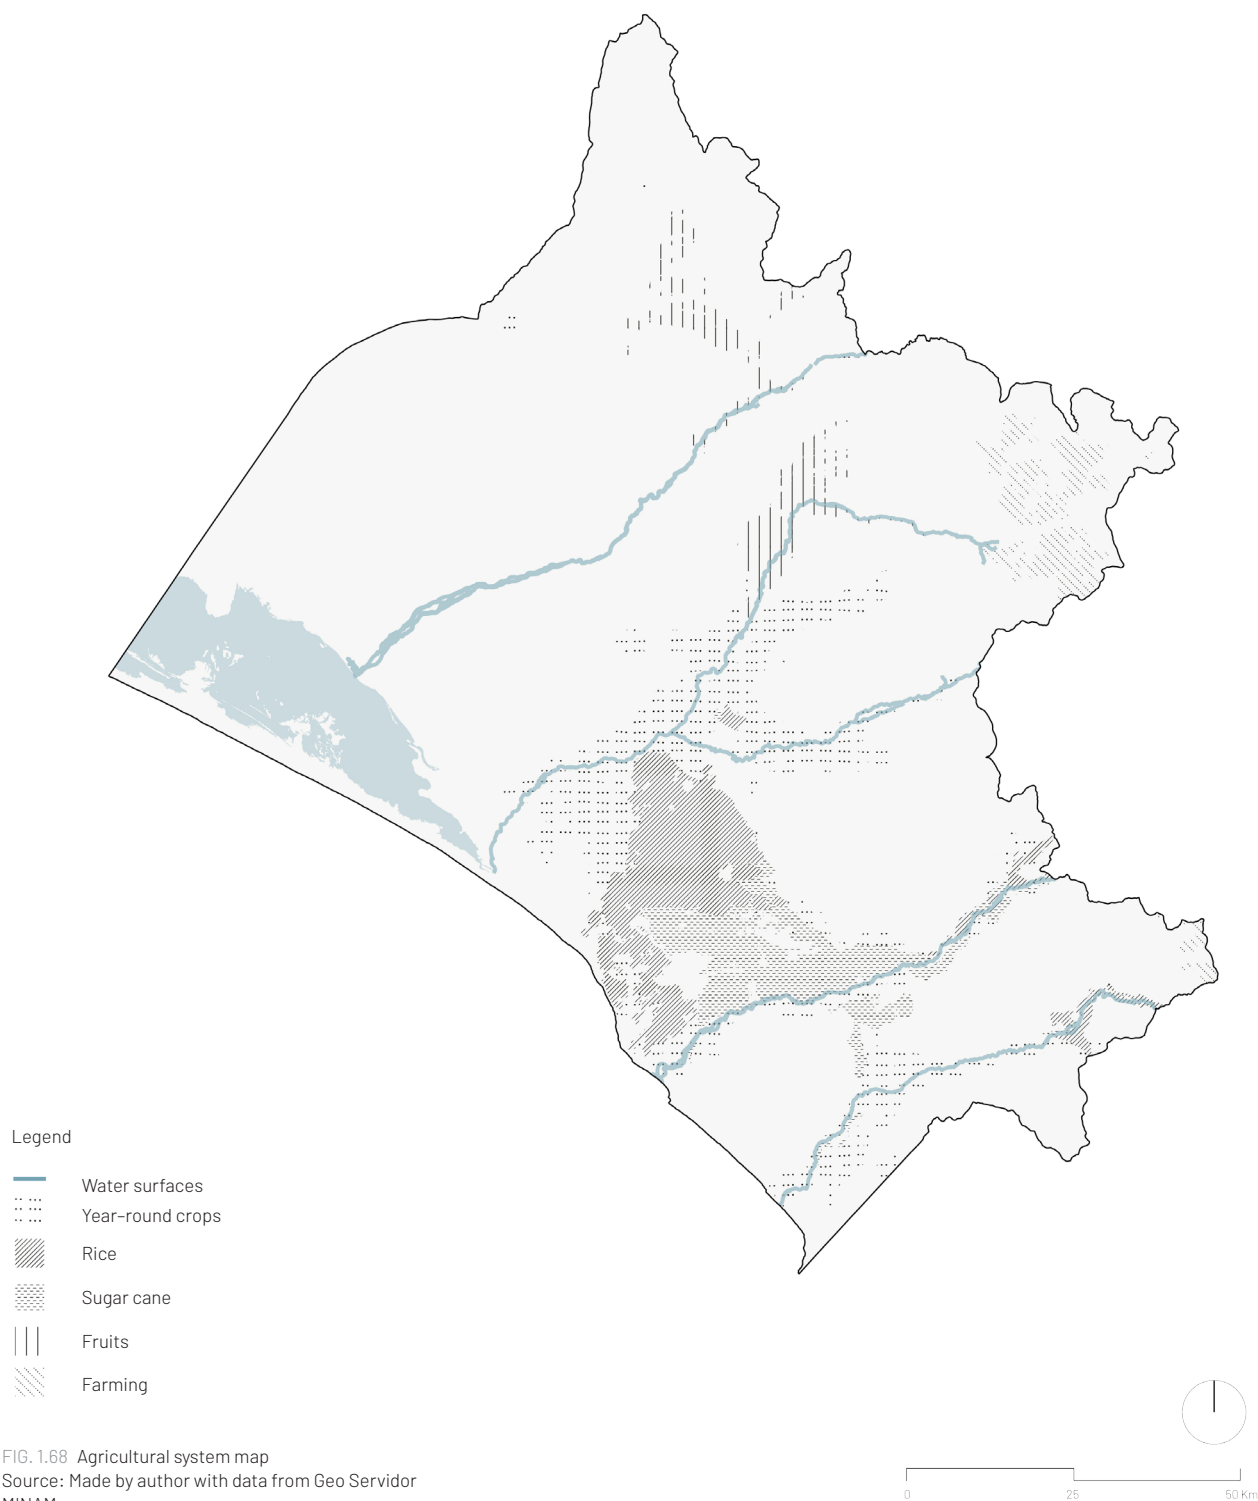 Legend
Water surfaces
Year-round crops
Rice
Sugar cane
Fruits
Farming
FIG. 1.68 Agricultural system map
Source: Made by author with data from Geo Servidor
MINAM
0 25 50 Km